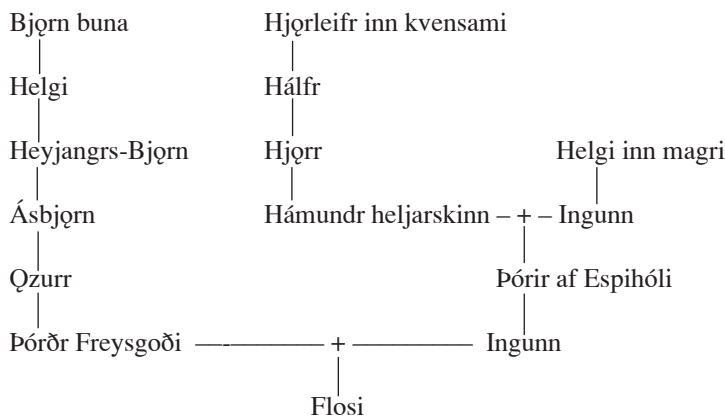 Bjǫrn buna Hjǫrleifr inn kvensami
Helgi Hálfr
Heyjangrs-Bjǫrn Hjǫrr Helgi inn magri
Ásbjǫrn Hámundr heljarskinn – + – Ingunn
Ǫzurr Þórir af Espihóli
Þórðr Freysgoði + Ingunn
Flosi